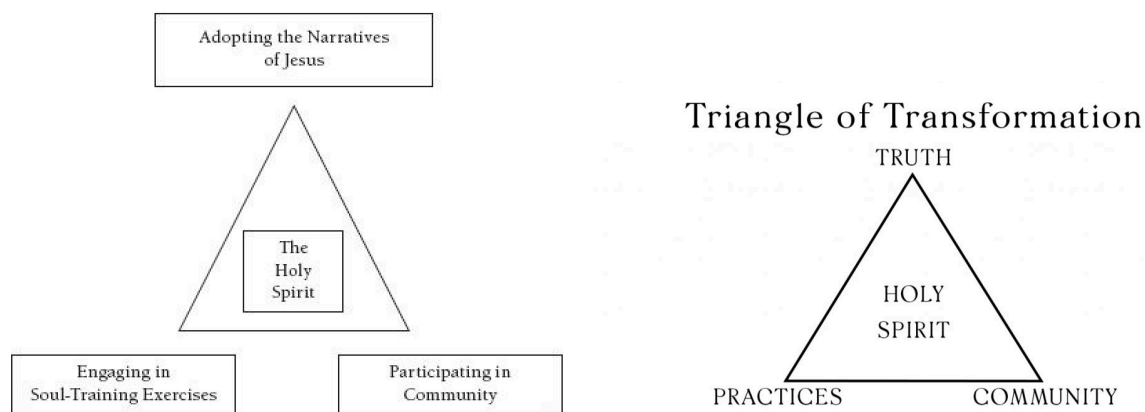 Adopting the Narratives
of Jesus
The
Holy
Spirit
Engaging in
Soul-Training Exercises
Participating in
Community
Triangle of Transformation
TRUTH
HOLY
SPIRIT
PRACTICES
COMMUNITY